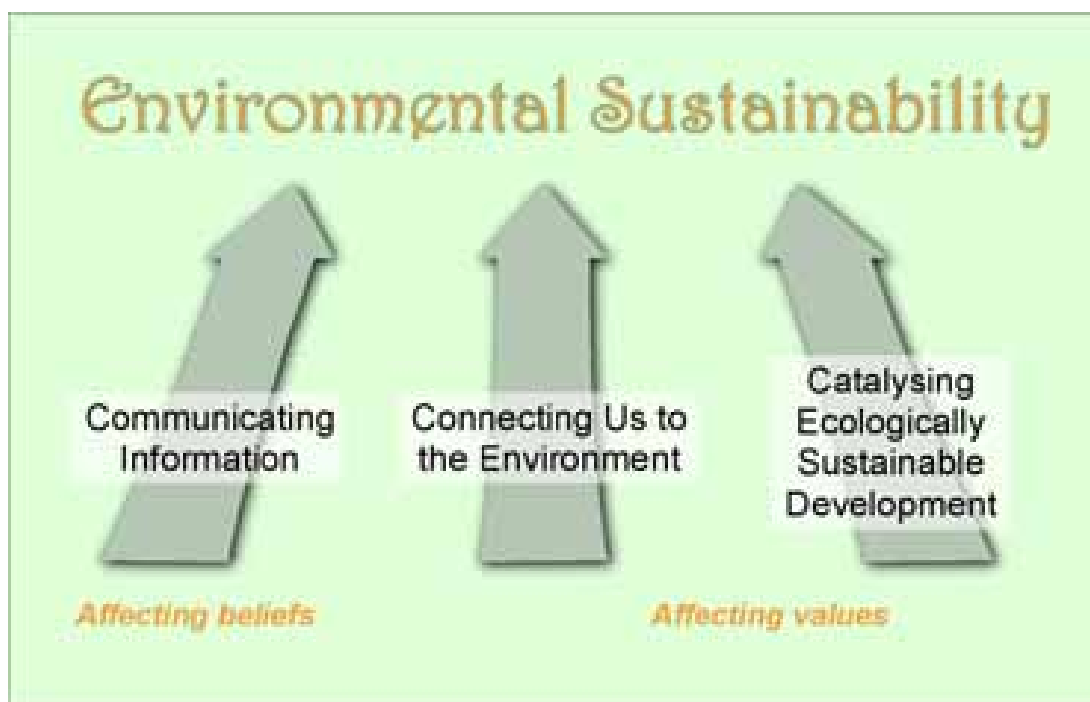 Environmental Sustainability
Communicating
Information
Connecting Us to
the Environment
Catalysing
Ecologically
Sustainable
Development
Affecting beliefs
Affecting values